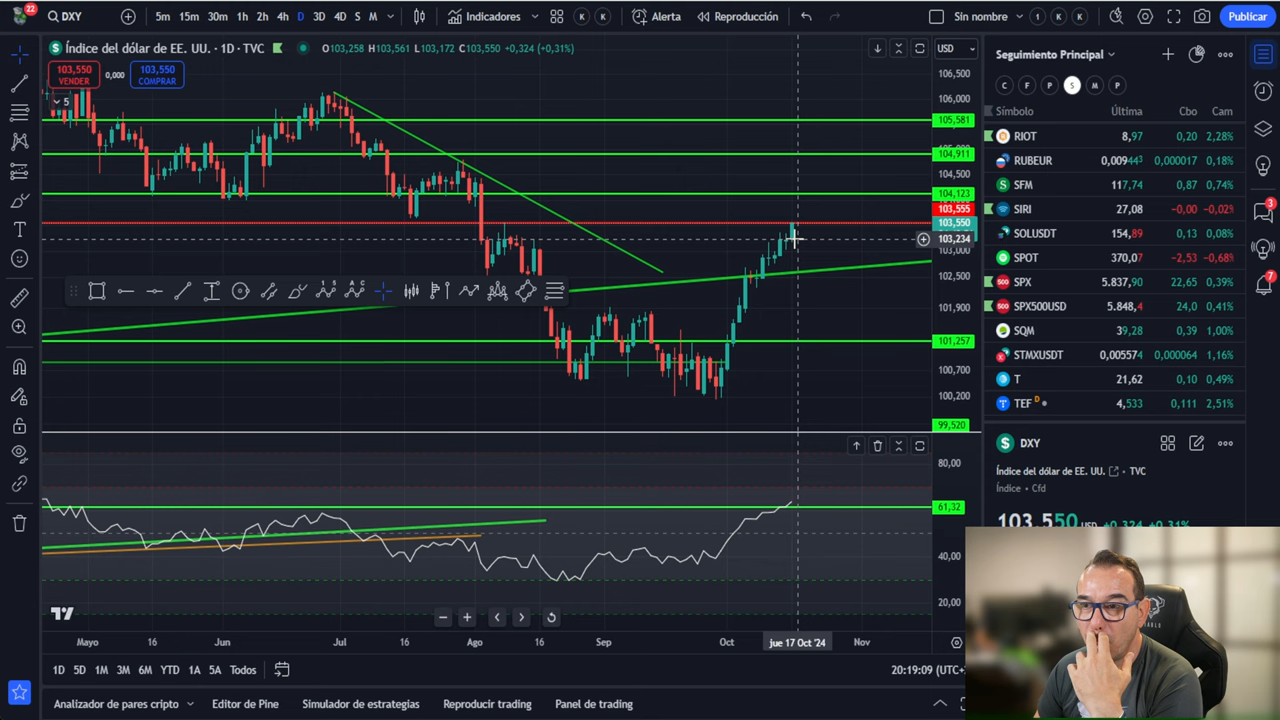 22
DXY
5m 15m 30m 1h 2h 4h D 3D 4D S M
Indicadores
K K
Alerta
Reproducción
Sin nombre
1 K K
Publicar
Índice del dólar de EE. UU. · 1D · TVC
O103,258 H103,561 L103,172 C103,550 +0,324 (+0,31%)
103,550
VENDER
0,000
103,550
COMPRAR
5
USD
106,500
106,000
105,581
104,911
104,500
104,123
103,555
103,550
103,234
103,000
102,500
101,900
101,257
100,700
100,200
99,520
80,00
61,32
40,00
20,00
Mayo 16 Jun Jul 16 Ago 16 Sep Oct jue 17 Oct '24 Nov
1D 5D 1M 3M 6M YTD 1A 5A Todos
20:19:09 (UTC+
Analizador de pares cripto
Editor de Pine
Simulador de estrategias
Reproducir trading
Panel de trading
Seguimiento Principal
C F P S M P
Símbolo Última Cbo Cam
RIOT 8,97 0,20 2,28%
RUBEUR 0,00944³ 0,000017 0,18%
SFM 117,74 0,87 0,74%
SIRI 27,08 −0,00 −0,02%
SOLUSDT 154,89 0,13 0,08%
SPOT 370,07 −2,53 −0,68%
SPX 5.837,90 22,65 0,39%
SPX500USD 5.848,4 24,0 0,41%
SQM 39,28 0,39 1,00%
STMXUSDT 0,005574 0,000064 1,16%
T 21,62 0,10 0,49%
TEF D 4,533 0,111 2,51%
DXY
Índice del dólar de EE. UU. • TVC
Índice • Cfd
103,550 USD +0,324 +0,31%
3
7